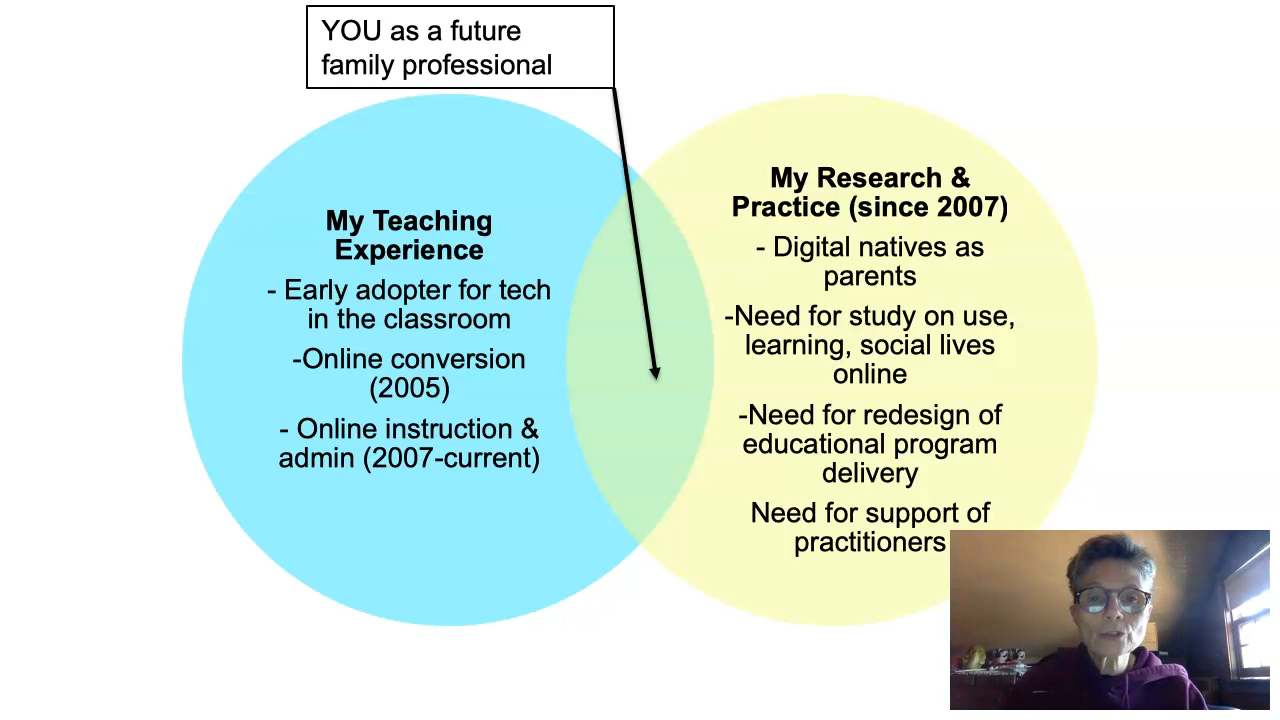 YOU as a future
family professional
My Teaching
Experience
- Early adopter for tech
in the classroom
-Online conversion
(2005)
- Online instruction &
admin (2007-current)
My Research &
Practice (since 2007)
- Digital natives as
parents
-Need for study on use,
learning, social lives
online
-Need for redesign of
educational program
delivery
Need for support of
practitioners